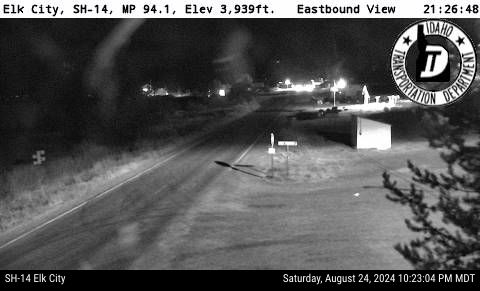 Elk City, SH-14, MP 94.1, Elev 3,939ft. Eastbound View 21:26:48
IDAHO
TRANSPORTATION DEPARTMENT
SH-14 Elk City Saturday, August 24, 2024 10:23:04 PM MDT